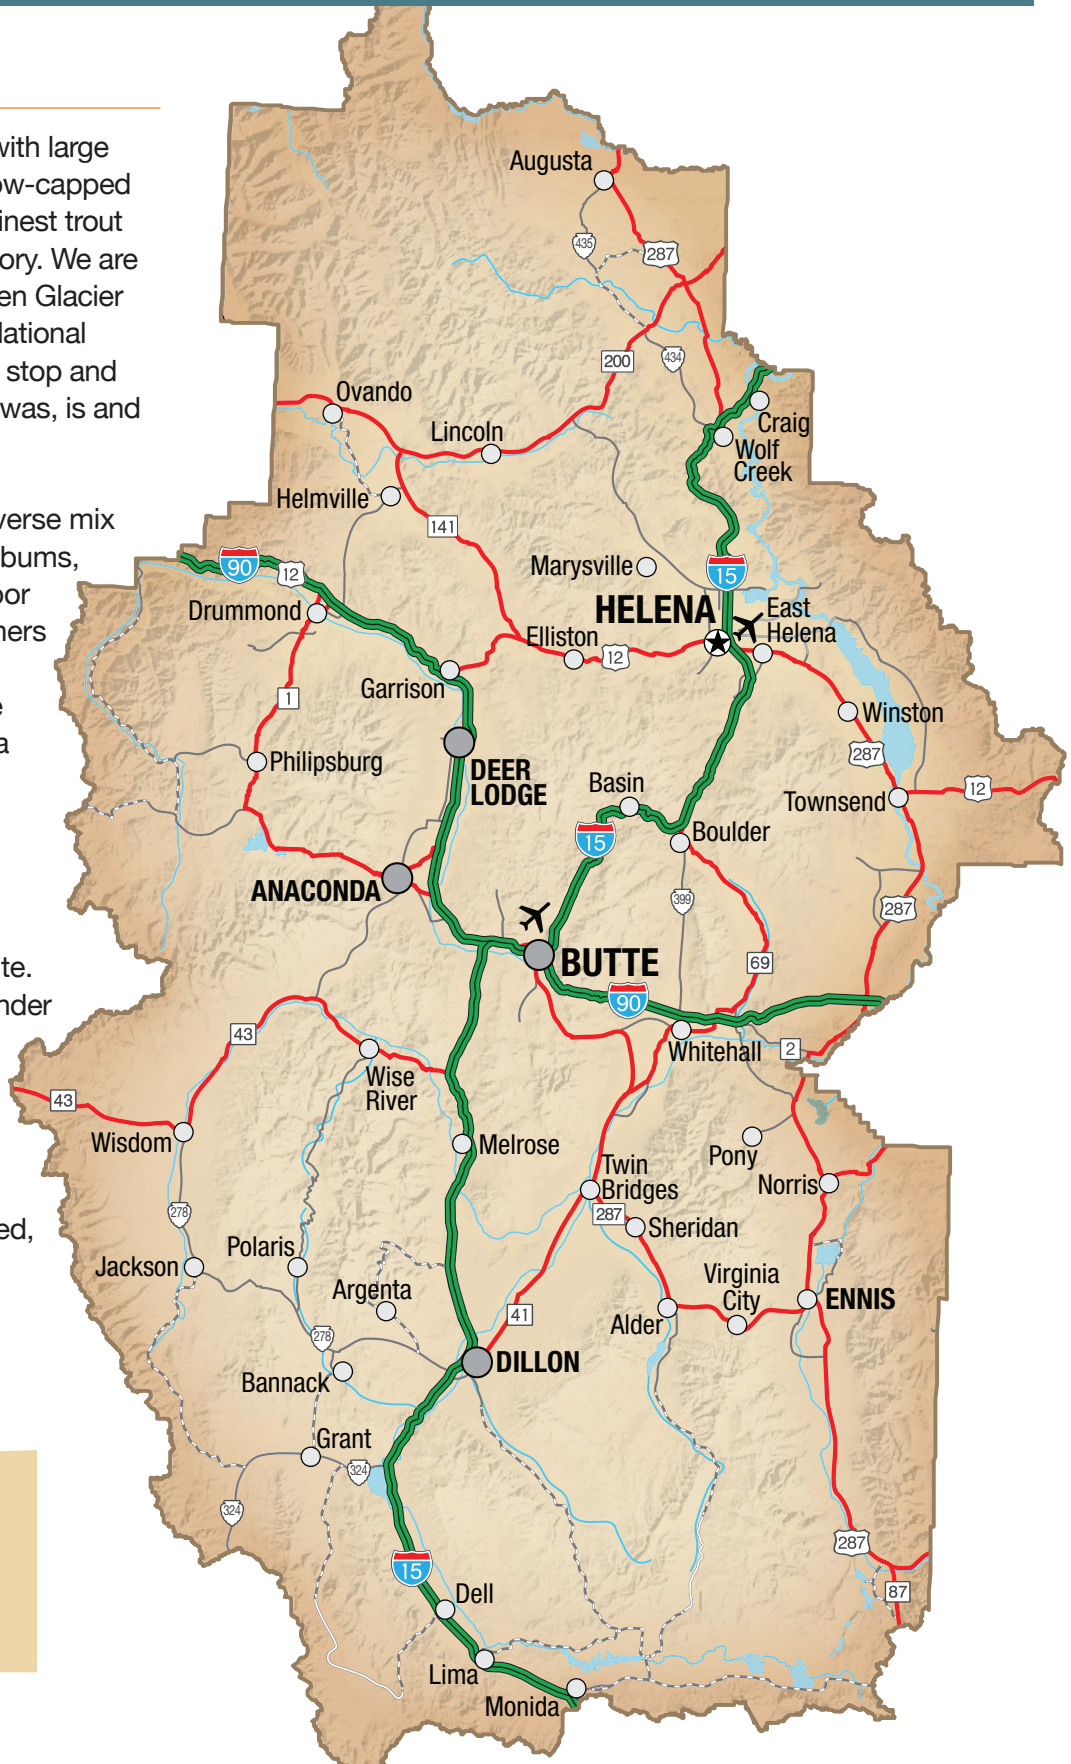 with large
ow-capped
inest trout
ory. We are
en Glacier
National
stop and
was, is and
verse mix
bums,
oor
ners
e
a
te.
nder
ed,
Augusta
435
287
200
434
Ovando
Craig
Lincoln
Wolf
Creek
Helmville
141
Marysville
90
12
15
HELENA
East
Helena
Drummond
Elliston
12
Garrison
1
Winston
287
Philipsburg
DEER
LODGE
Basin
Townsend
12
15
Boulder
ANACONDA
399
287
BUTTE
69
90
43
Whitehall
2
Wise
River
43
Wisdom
Melrose
Pony
Twin
Bridges
Norris
278
287
Sheridan
Polaris
Jackson
Argenta
Virginia
City
ENNIS
41
Alder
278
DILLON
Bannack
Grant
324
324
287
15
87
Dell
Lima
Monida